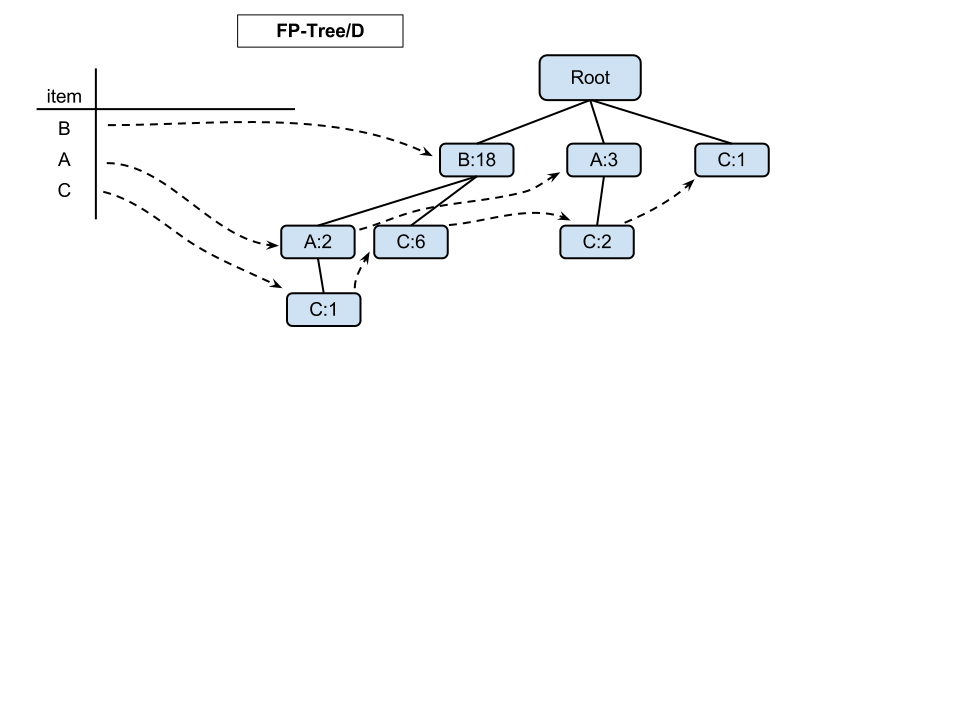 FP-Tree/D
Root
item
B
A
C
B:18
A:3
C:1
A:2
C:6
C:2
C:1